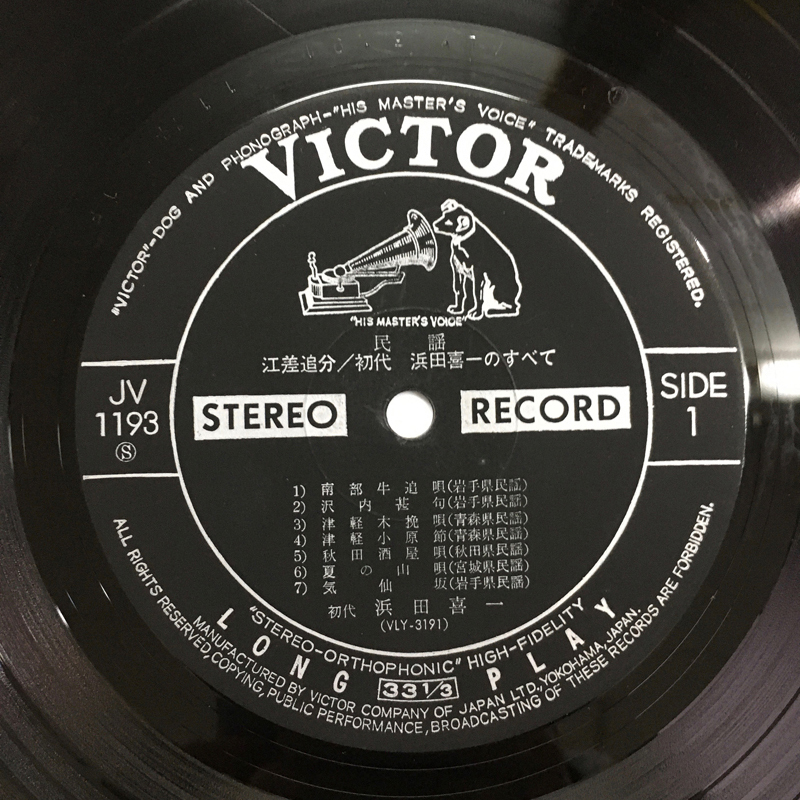 "VICTOR"-DOG AND PHONOGRAPH-"HIS MASTER'S VOICE" TRADEMARKS REGISTERED.
VICTOR
"HIS MASTER'S VOICE"
民謡
江差追分/初代 浜田喜一のすべて
JV
1193
Ⓢ
STEREO RECORD
SIDE
1
1) 南部牛追唄(岩手県民謡)
2) 沢内甚句(岩手県民謡)
3) 津軽木挽唄(青森県民謡)
4) 津軽小原節(青森県民謡)
5) 秋田酒屋唄(秋田県民謡)
6) 夏の山唄(宮城県民謡)
7) 気仙坂(岩手県民謡)
初代 浜田喜一
(VLY-3191)
"STEREO-ORTHOPHONIC" HIGH-FIDELITY
LONG 33 1/3 PLAY
MANUFACTURED BY VICTOR COMPANY OF JAPAN LTD., YOKOHAMA, JAPAN.
ALL RIGHTS RESERVED, COPYING, PUBLIC PERFORMANCE, BROADCASTING OF THESE RECORDS ARE FORBIDDEN.